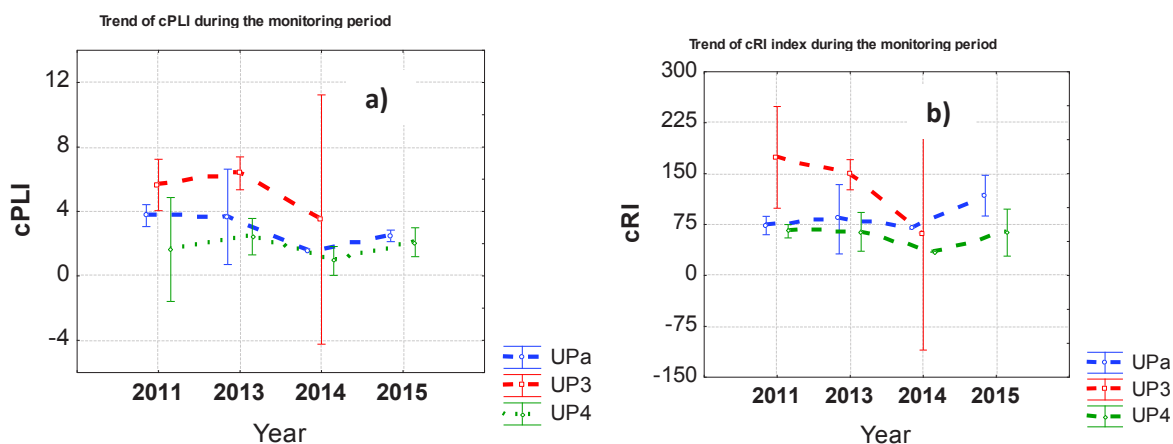 Trend of cPLI during the monitoring period
12
8
4
0
-4
cPLI
a)
2011 2013 2014 2015
Year
UPa
UP3
UP4
Trend of cRI index during the monitoring period
300
225
150
75
0
-75
-150
cRI
b)
2011 2013 2014 2015
Year
UPa
UP3
UP4